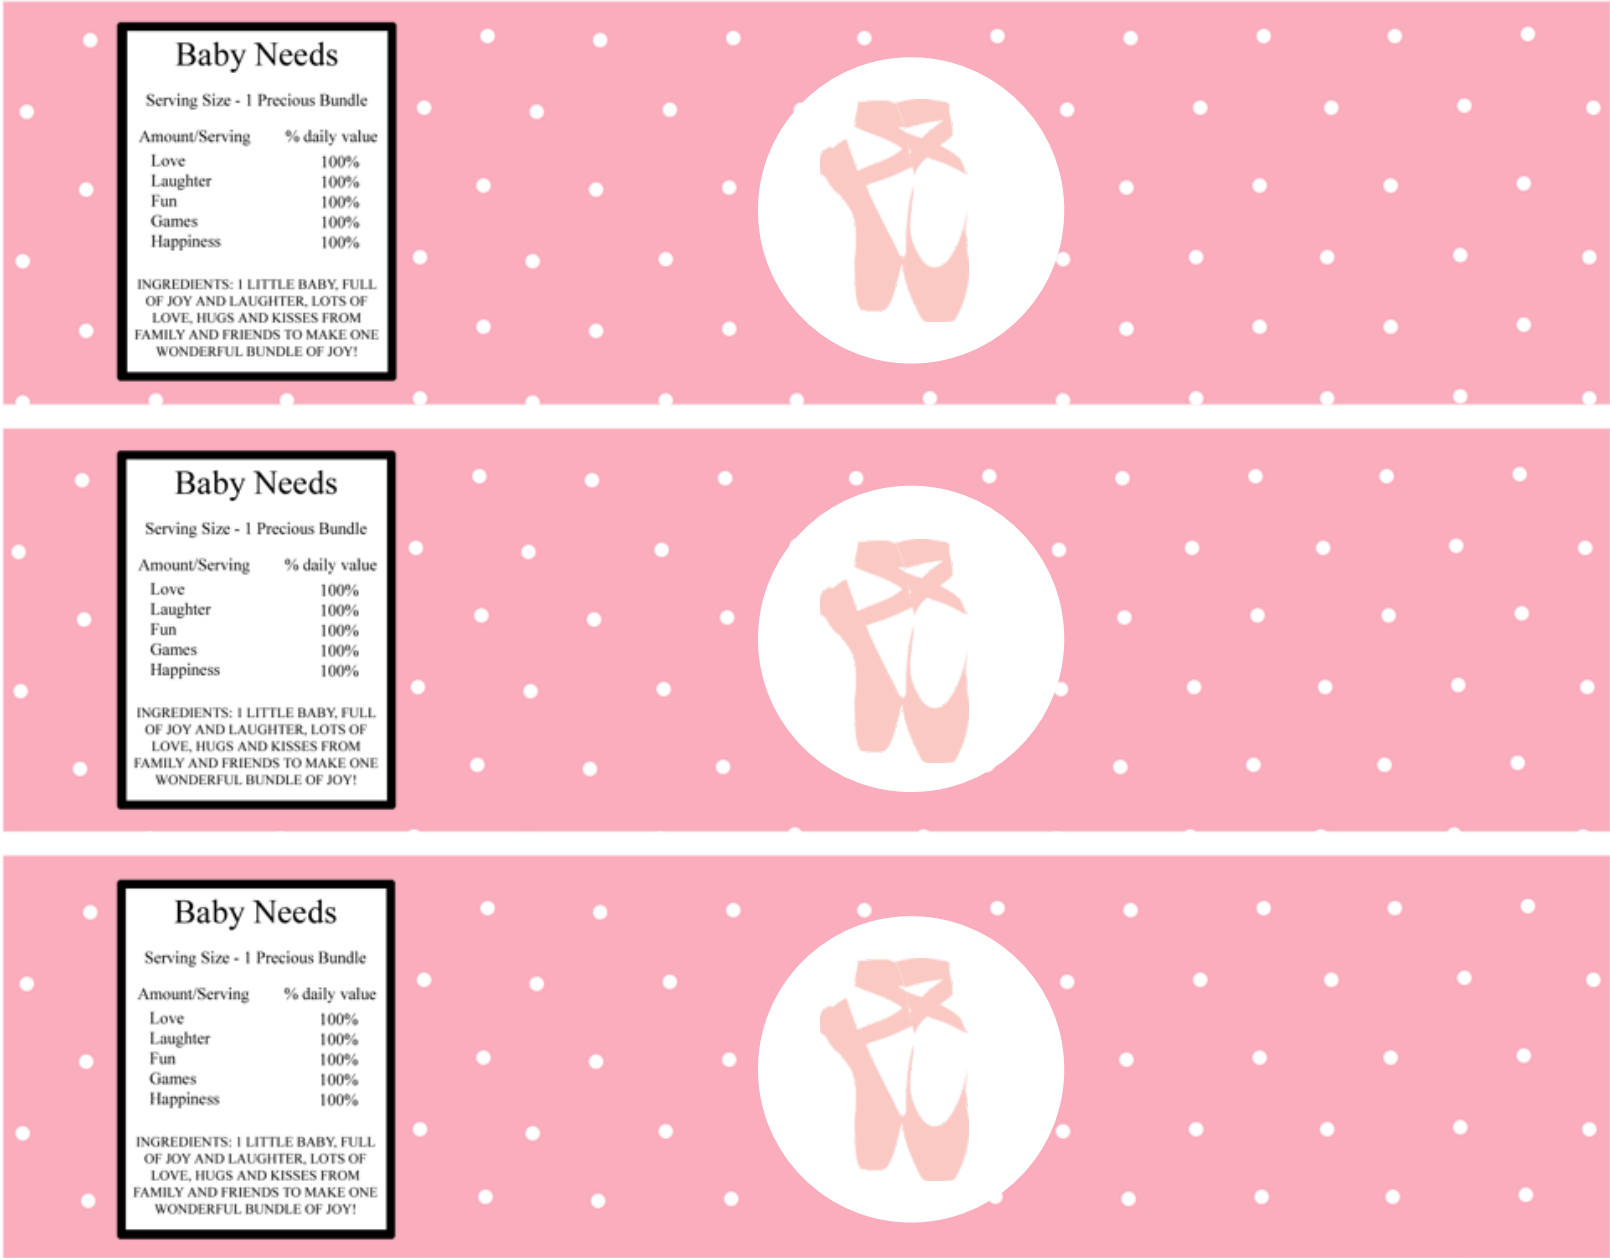 Baby Needs
Serving Size - 1 Precious Bundle
Amount/Serving % daily value
Love 100%
Laughter 100%
Fun 100%
Games 100%
Happiness 100%
INGREDIENTS: 1 LITTLE BABY, FULL
OF JOY AND LAUGHTER, LOTS OF
LOVE, HUGS AND KISSES FROM
FAMILY AND FRIENDS TO MAKE ONE
WONDERFUL BUNDLE OF JOY!
Baby Needs
Serving Size - 1 Precious Bundle
Amount/Serving % daily value
Love 100%
Laughter 100%
Fun 100%
Games 100%
Happiness 100%
INGREDIENTS: 1 LITTLE BABY, FULL
OF JOY AND LAUGHTER, LOTS OF
LOVE, HUGS AND KISSES FROM
FAMILY AND FRIENDS TO MAKE ONE
WONDERFUL BUNDLE OF JOY!
Baby Needs
Serving Size - 1 Precious Bundle
Amount/Serving % daily value
Love 100%
Laughter 100%
Fun 100%
Games 100%
Happiness 100%
INGREDIENTS: 1 LITTLE BABY, FULL
OF JOY AND LAUGHTER, LOTS OF
LOVE, HUGS AND KISSES FROM
FAMILY AND FRIENDS TO MAKE ONE
WONDERFUL BUNDLE OF JOY!